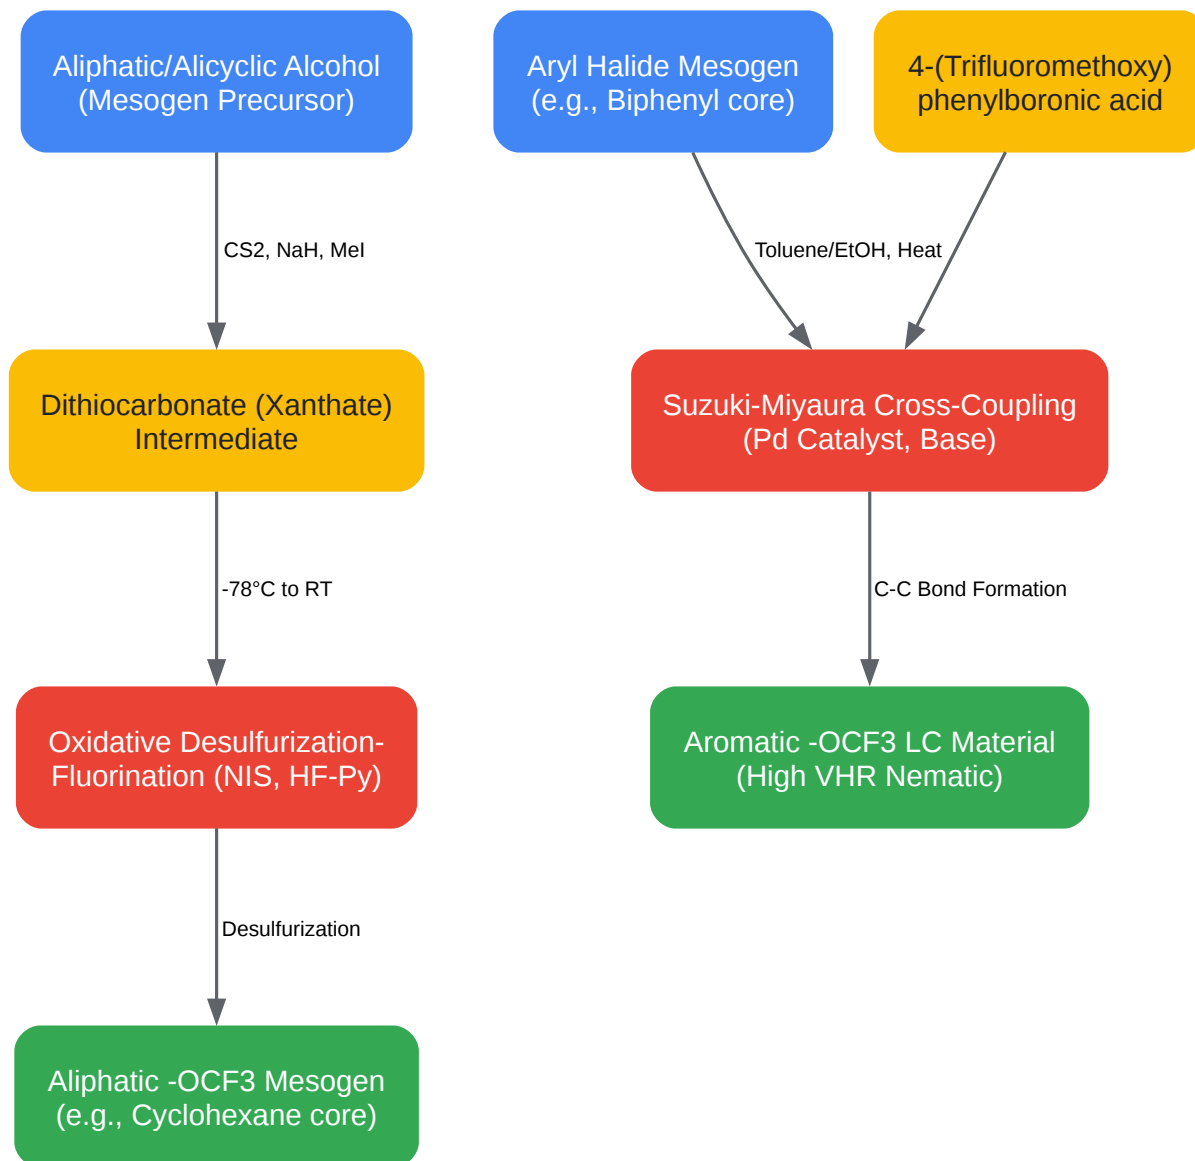 Aliphatic/Alicyclic Alcohol
(Mesogen Precursor)
Aryl Halide Mesogen
(e.g., Biphenyl core)
4-(Trifluoromethoxy)
phenylboronic acid
CS2, NaH, MeI
Toluene/EtOH, Heat
Dithiocarbonate (Xanthate)
Intermediate
Suzuki-Miyaura Cross-Coupling
(Pd Catalyst, Base)
-78°C to RT
C-C Bond Formation
Oxidative Desulfurization-
Fluorination (NIS, HF-Py)
Aromatic -OCF3 LC Material
(High VHR Nematic)
Desulfurization
Aliphatic -OCF3 Mesogen
(e.g., Cyclohexane core)